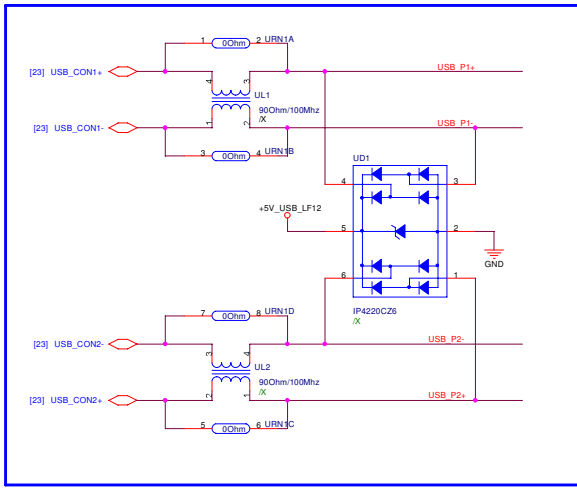 1 0Ohm 2 URN1A
[23] USB_CON1+ USB_P1+
4 3
UL1
90Ohm/100Mhz
/X
1 2
[23] USB_CON1- USB_P1-
3 0Ohm 4 URN1B
UD1
4 3
+5V_USB_LF12
5 2
GND
6 1
IP4220CZ6
/X
7 0Ohm 8 URN1D
[23] USB_CON2- USB_P2-
3 4
UL2
90Ohm/100Mhz
/X
2 1
[23] USB_CON2+ USB_P2+
5 0Ohm 6 URN1C